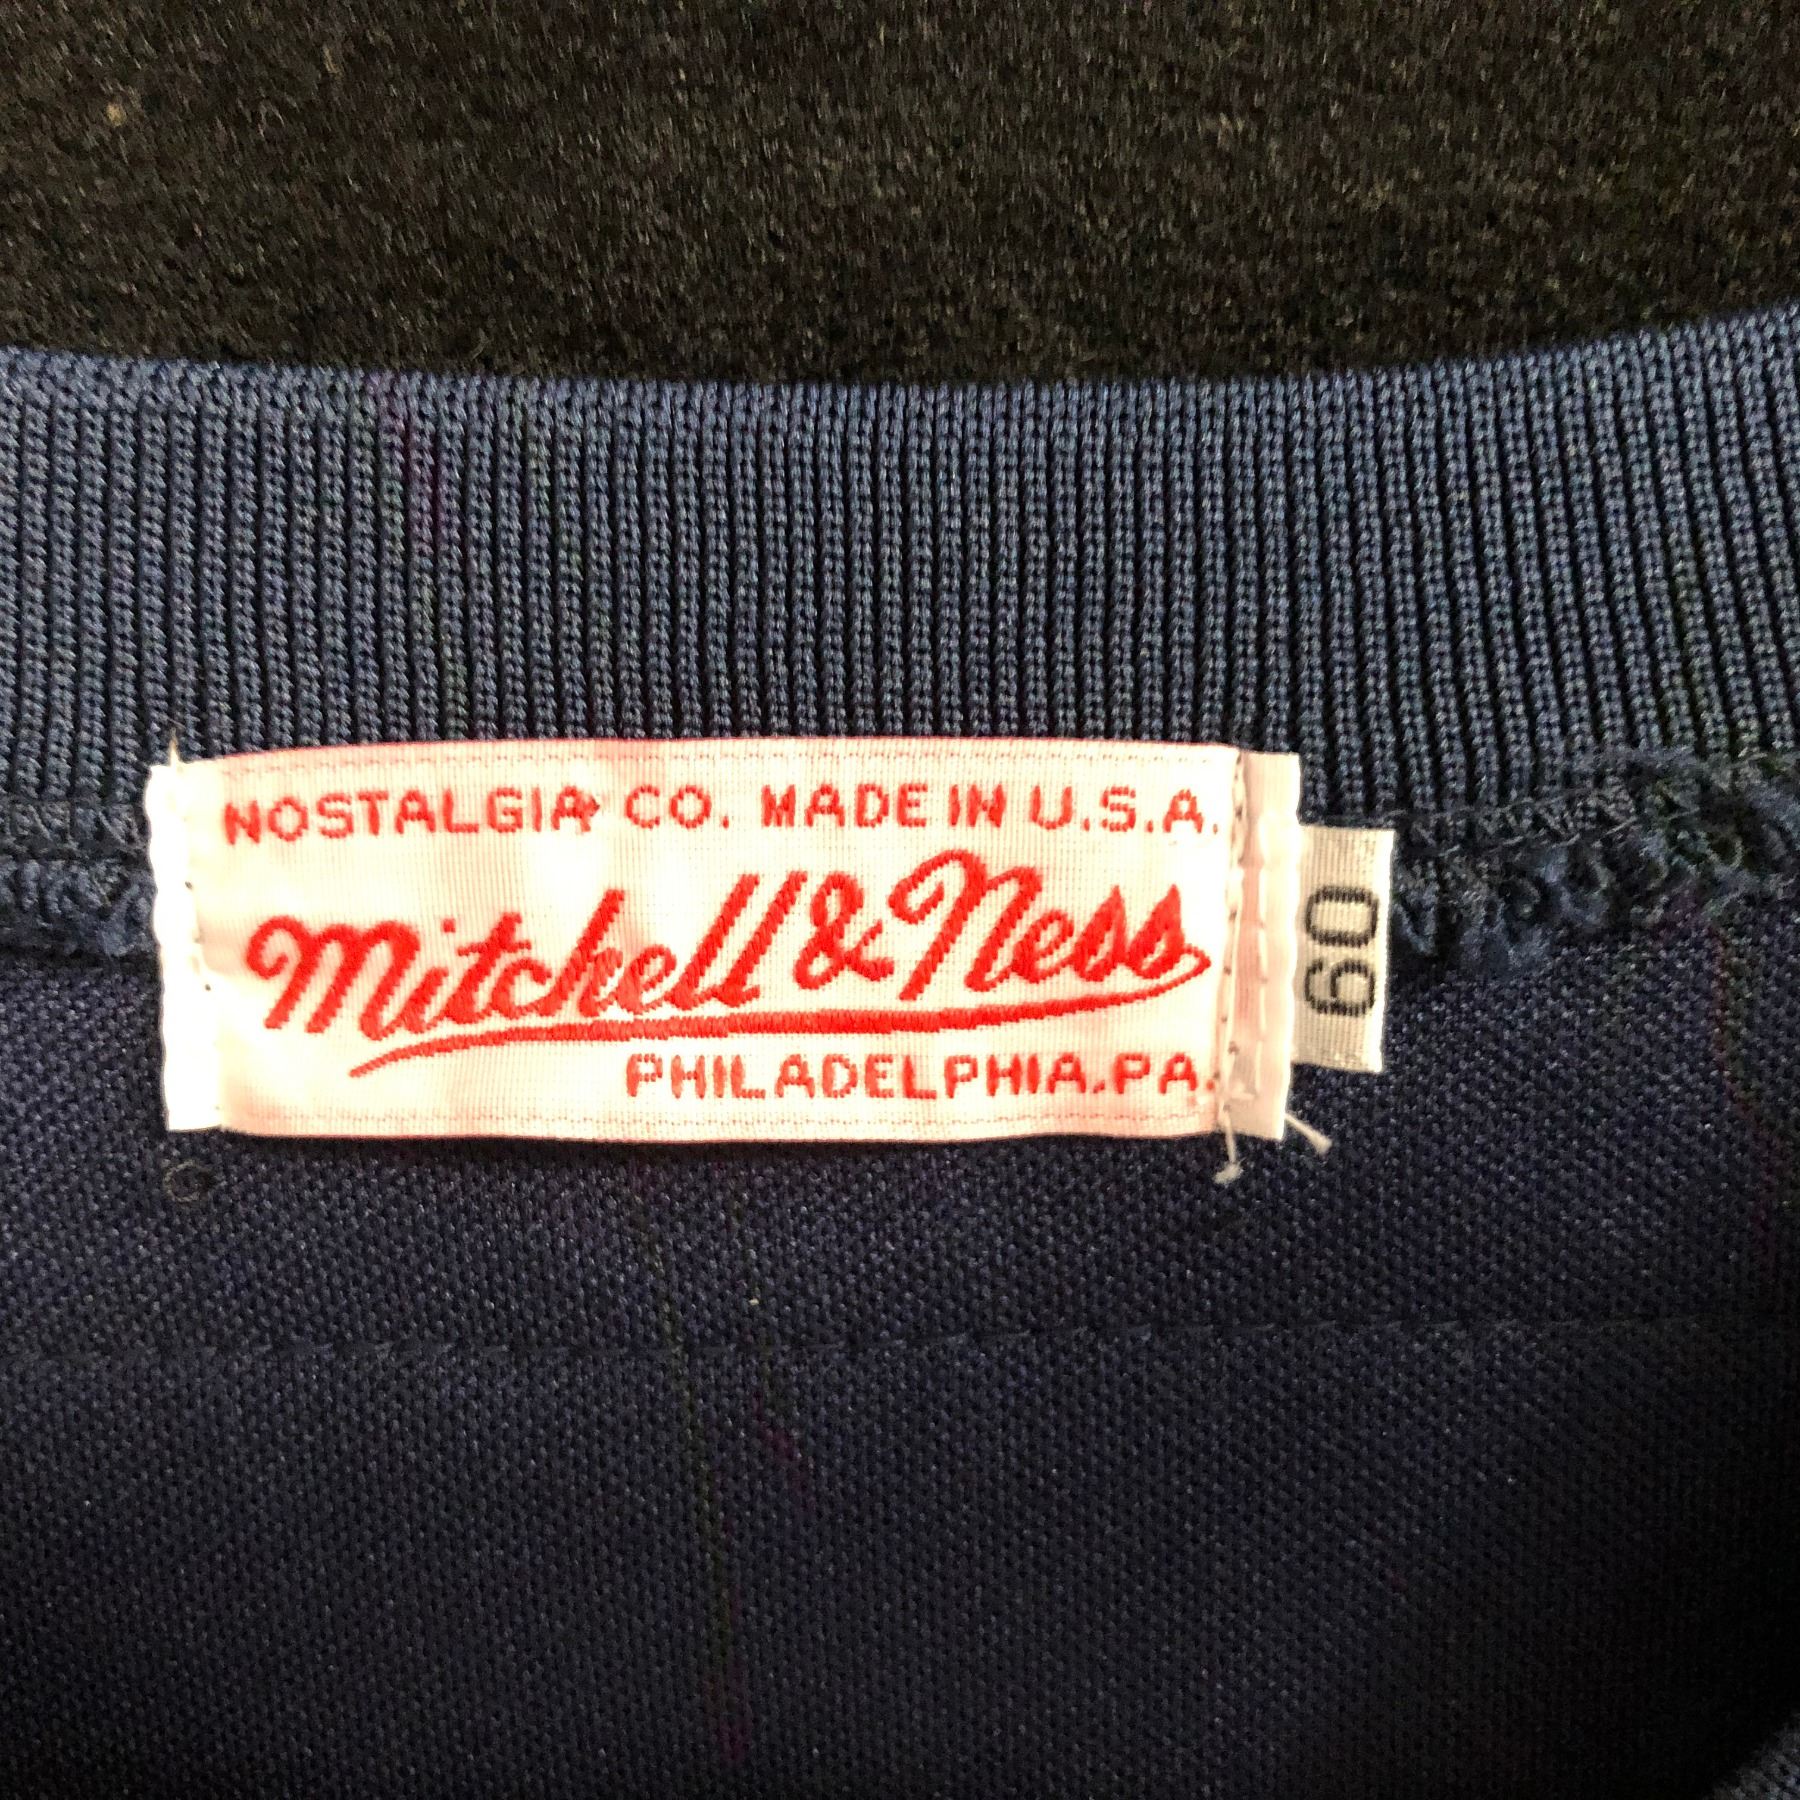 NOSTALGIA CO. MADE IN U.S.A.
Mitchell & Ness
PHILADELPHIA, PA.
60